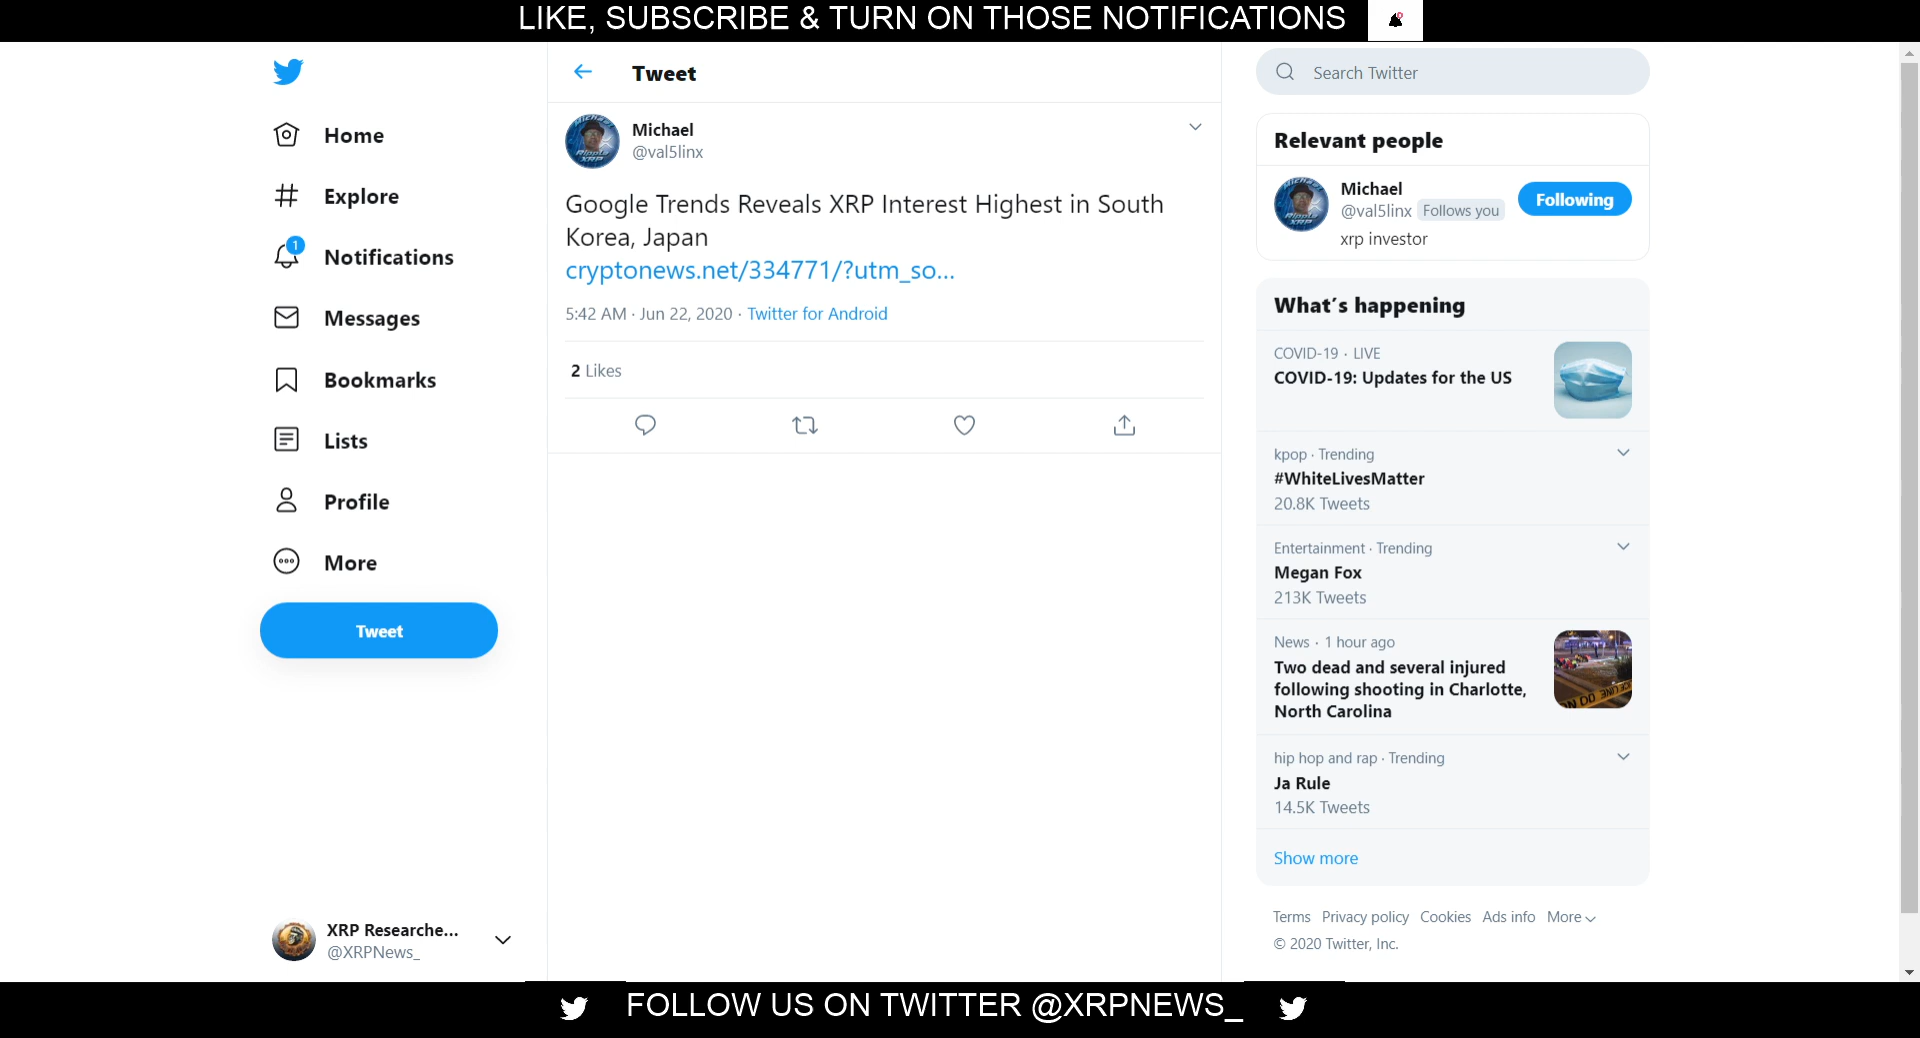 LIKE, SUBSCRIBE & TURN ON THOSE NOTIFICATIONS
Home
Explore
1
Notifications
Messages
Bookmarks
Lists
Profile
More
Tweet
XRP Researche...
@XRPNews_
Tweet
Michael
@val5linx
Google Trends Reveals XRP Interest Highest in South
Korea, Japan
cryptonews.net/334771/?utm_so...
5:42 AM · Jun 22, 2020 · Twitter for Android
2 Likes
Search Twitter
Relevant people
Michael
@val5linx Follows you
Following
xrp investor
What's happening
COVID-19 · LIVE
COVID-19: Updates for the US
kpop · Trending
#WhiteLivesMatter
20.8K Tweets
Entertainment · Trending
Megan Fox
213K Tweets
News · 1 hour ago
Two dead and several injured
following shooting in Charlotte,
North Carolina
hip hop and rap · Trending
Ja Rule
14.5K Tweets
Show more
Terms Privacy policy Cookies Ads info More
© 2020 Twitter, Inc.
FOLLOW US ON TWITTER @XRPNEWS_